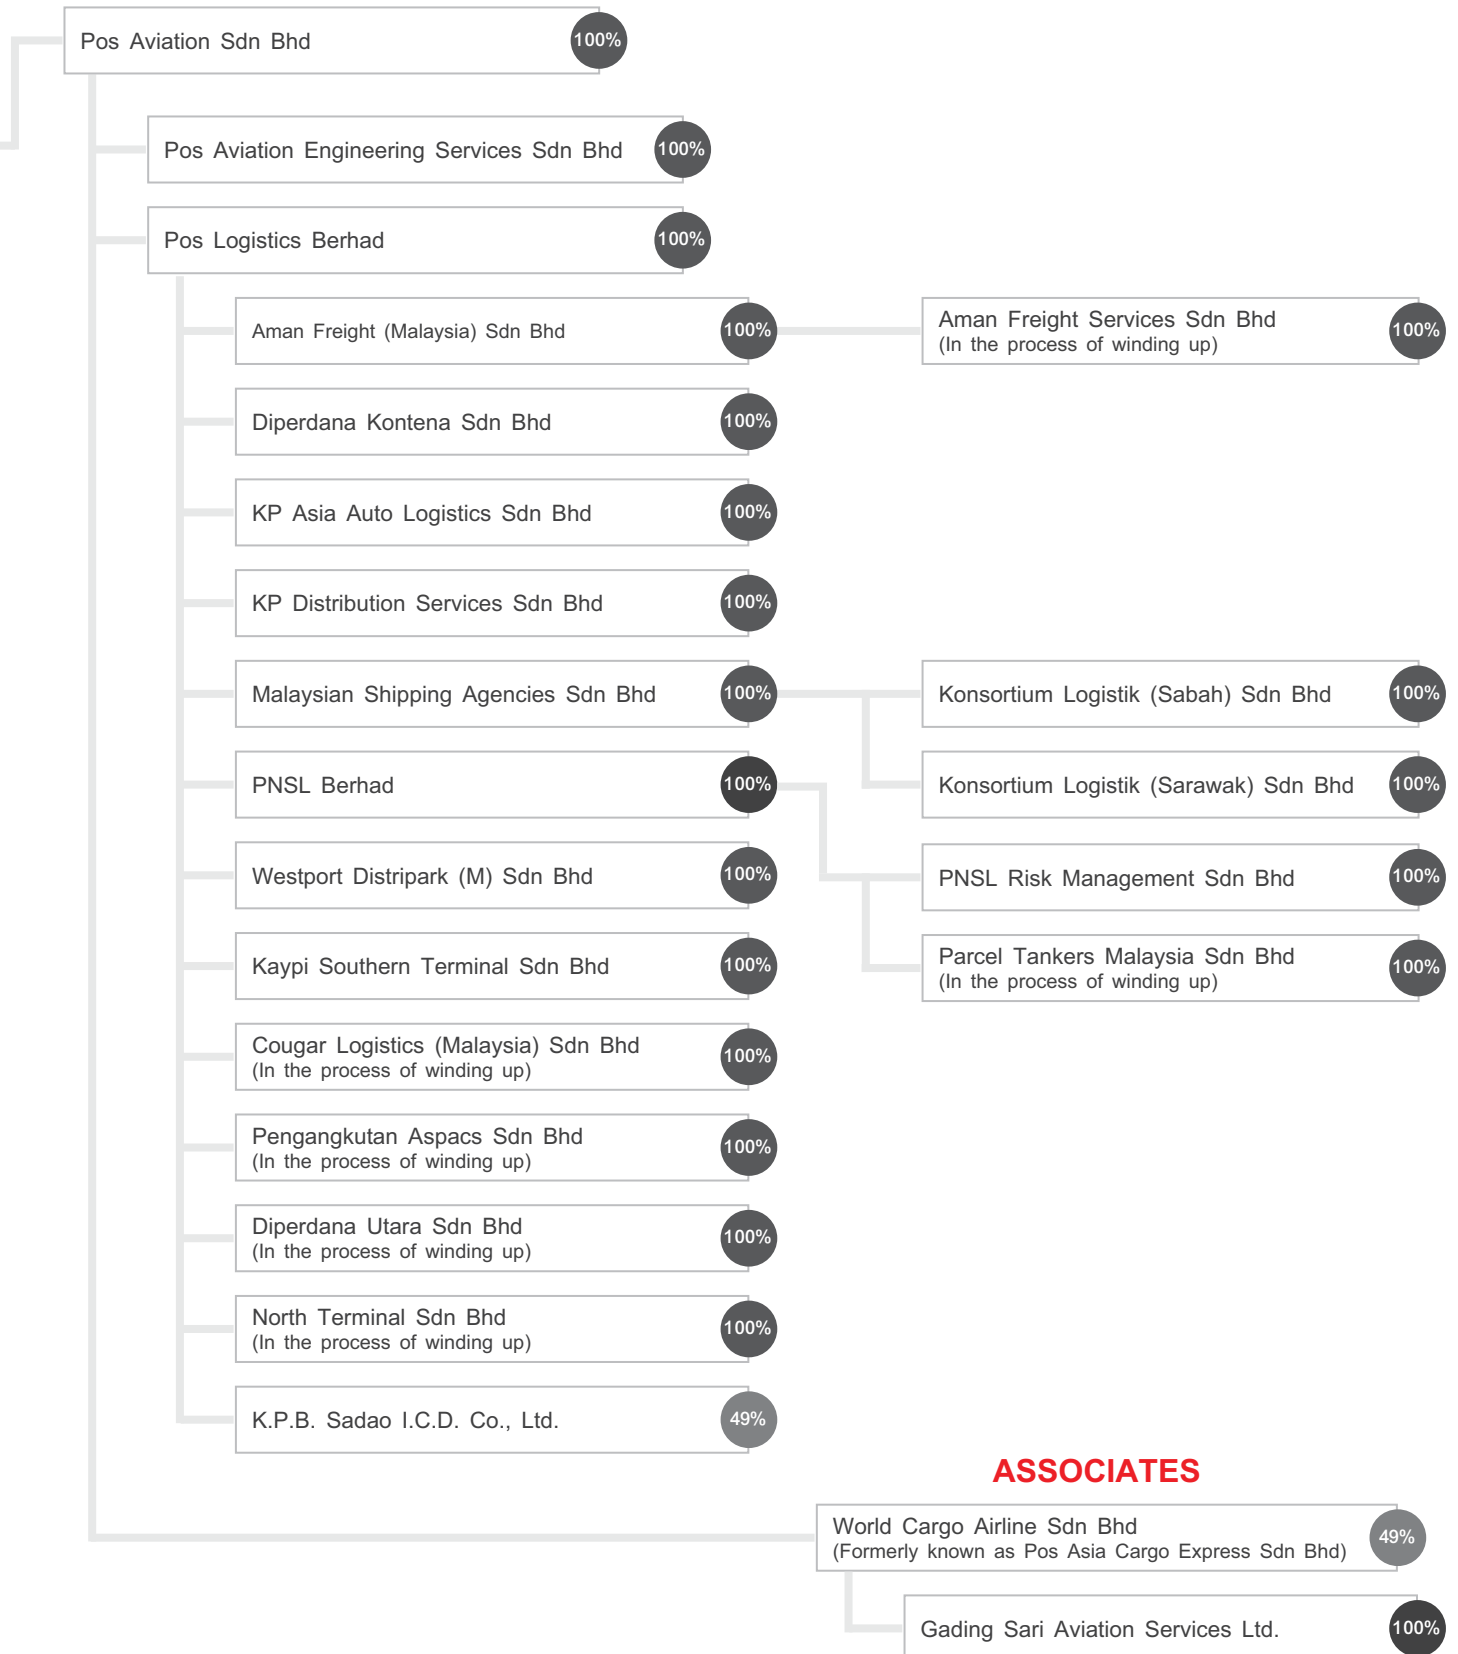 Pos Aviation Sdn Bhd 100%
Pos Aviation Engineering Services Sdn Bhd 100%
Pos Logistics Berhad 100%
Aman Freight (Malaysia) Sdn Bhd 100%
Aman Freight Services Sdn Bhd 100%
(In the process of winding up)
Diperdana Kontena Sdn Bhd 100%
KP Asia Auto Logistics Sdn Bhd 100%
KP Distribution Services Sdn Bhd 100%
Malaysian Shipping Agencies Sdn Bhd 100%
Konsortium Logistik (Sabah) Sdn Bhd 100%
PNSL Berhad 100%
Konsortium Logistik (Sarawak) Sdn Bhd 100%
Westport Distripark (M) Sdn Bhd 100%
PNSL Risk Management Sdn Bhd 100%
Kaypi Southern Terminal Sdn Bhd 100%
Parcel Tankers Malaysia Sdn Bhd 100%
(In the process of winding up)
Cougar Logistics (Malaysia) Sdn Bhd 100%
(In the process of winding up)
Pengangkutan Aspacs Sdn Bhd 100%
(In the process of winding up)
Diperdana Utara Sdn Bhd 100%
(In the process of winding up)
North Terminal Sdn Bhd 100%
(In the process of winding up)
K.P.B. Sadao I.C.D. Co., Ltd. 49%
ASSOCIATES
World Cargo Airline Sdn Bhd 49%
(Formerly known as Pos Asia Cargo Express Sdn Bhd)
Gading Sari Aviation Services Ltd. 100%